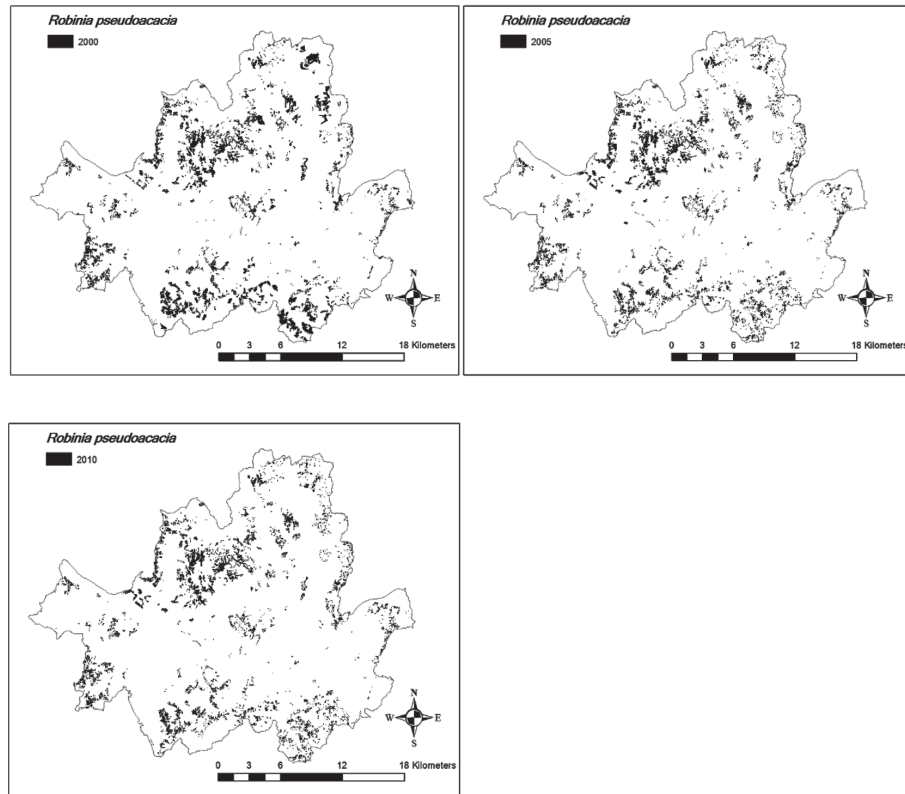 Robinia pseudoacacia
2000
N
W E
S
0 3 6 12 18 Kilometers
Robinia pseudoacacia
2005
N
W E
S
0 3 6 12 18 Kilometers
Robinia pseudoacacia
2010
N
W E
S
0 3 6 12 18 Kilometers